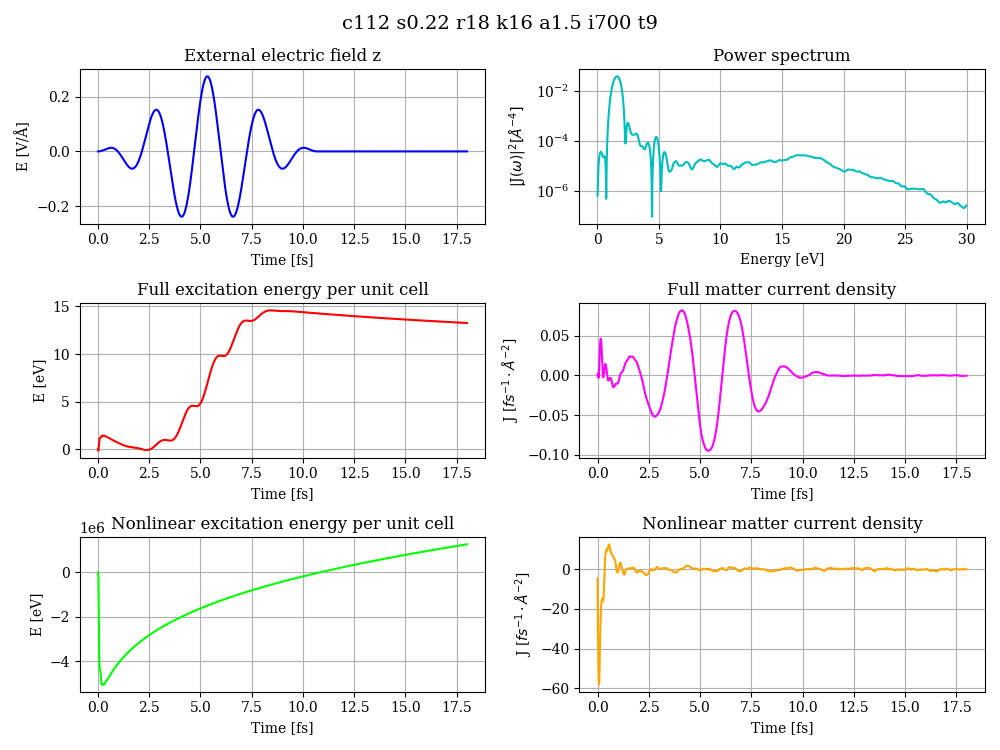 c112 s0.22 r18 k16 a1.5 i700 t9
External electric field z
E [V/Å]
0.2
0.0
−0.2
0.0 2.5 5.0 7.5 10.0 12.5 15.0 17.5
Time [fs]
Power spectrum
|J(ω)|²[Å⁻⁴]
10⁻²
10⁻⁴
10⁻⁶
0 5 10 15 20 25 30
Energy [eV]
Full excitation energy per unit cell
E [eV]
15
10
5
0
0.0 2.5 5.0 7.5 10.0 12.5 15.0 17.5
Time [fs]
Full matter current density
J [fs⁻¹ · Å⁻²]
0.05
0.00
−0.05
−0.10
0.0 2.5 5.0 7.5 10.0 12.5 15.0 17.5
Time [fs]
Nonlinear excitation energy per unit cell
1e6
E [eV]
0
−2
−4
0.0 2.5 5.0 7.5 10.0 12.5 15.0 17.5
Time [fs]
Nonlinear matter current density
J [fs⁻¹ · Å⁻²]
0
−20
−40
−60
0.0 2.5 5.0 7.5 10.0 12.5 15.0 17.5
Time [fs]